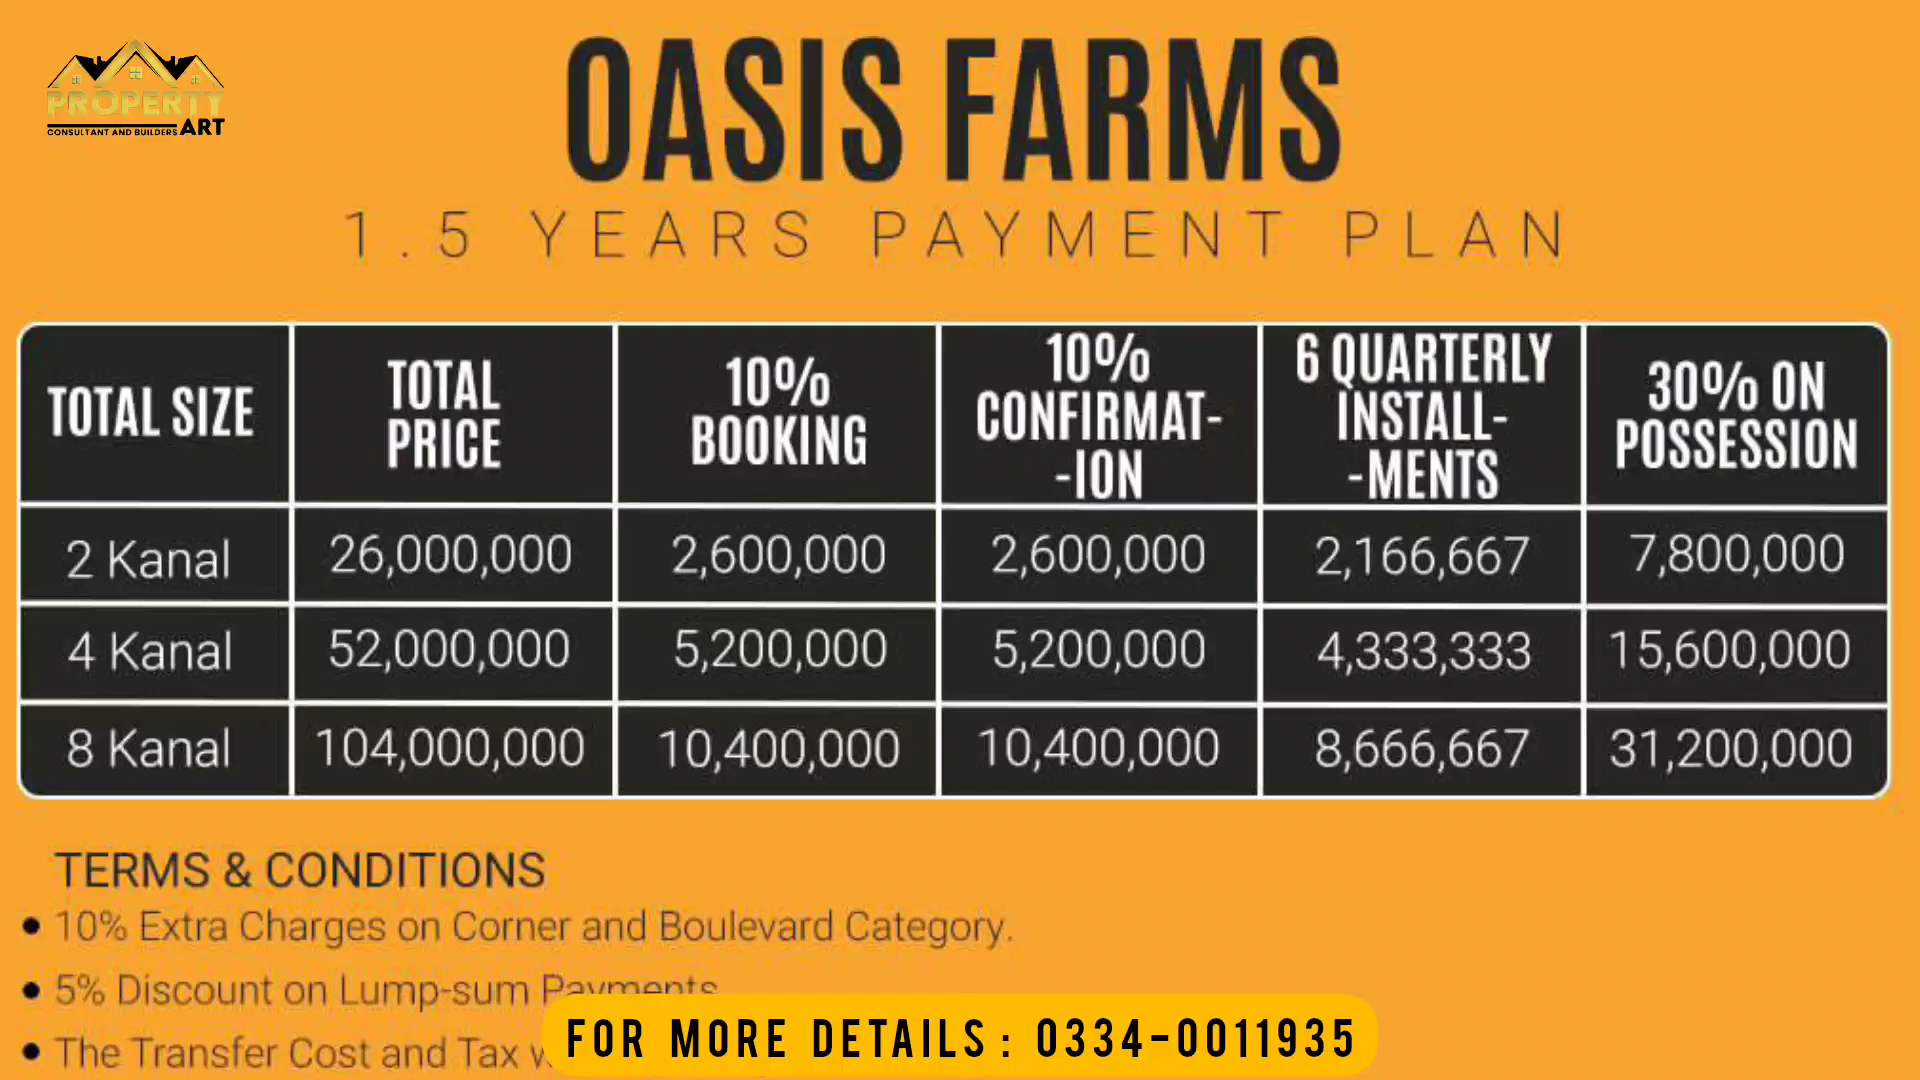 PROPERTY
CONSULTANT AND BUILDERS ART
OASIS FARMS
1.5 YEARS PAYMENT PLAN
TOTAL SIZE
TOTAL
PRICE
10%
BOOKING
10%
CONFIRMAT-
-ION
6 QUARTERLY
INSTALL-
-MENTS
30% ON
POSSESSION
2 Kanal 26,000,000 2,600,000 2,600,000 2,166,667 7,800,000
4 Kanal 52,000,000 5,200,000 5,200,000 4,333,333 15,600,000
8 Kanal 104,000,000 10,400,000 10,400,000 8,666,667 31,200,000
TERMS & CONDITIONS
• 10% Extra Charges on Corner and Boulevard Category.
• 5% Discount on Lump-sum Payments
• The Transfer Cost and Tax
FOR MORE DETAILS: 0334-0011935